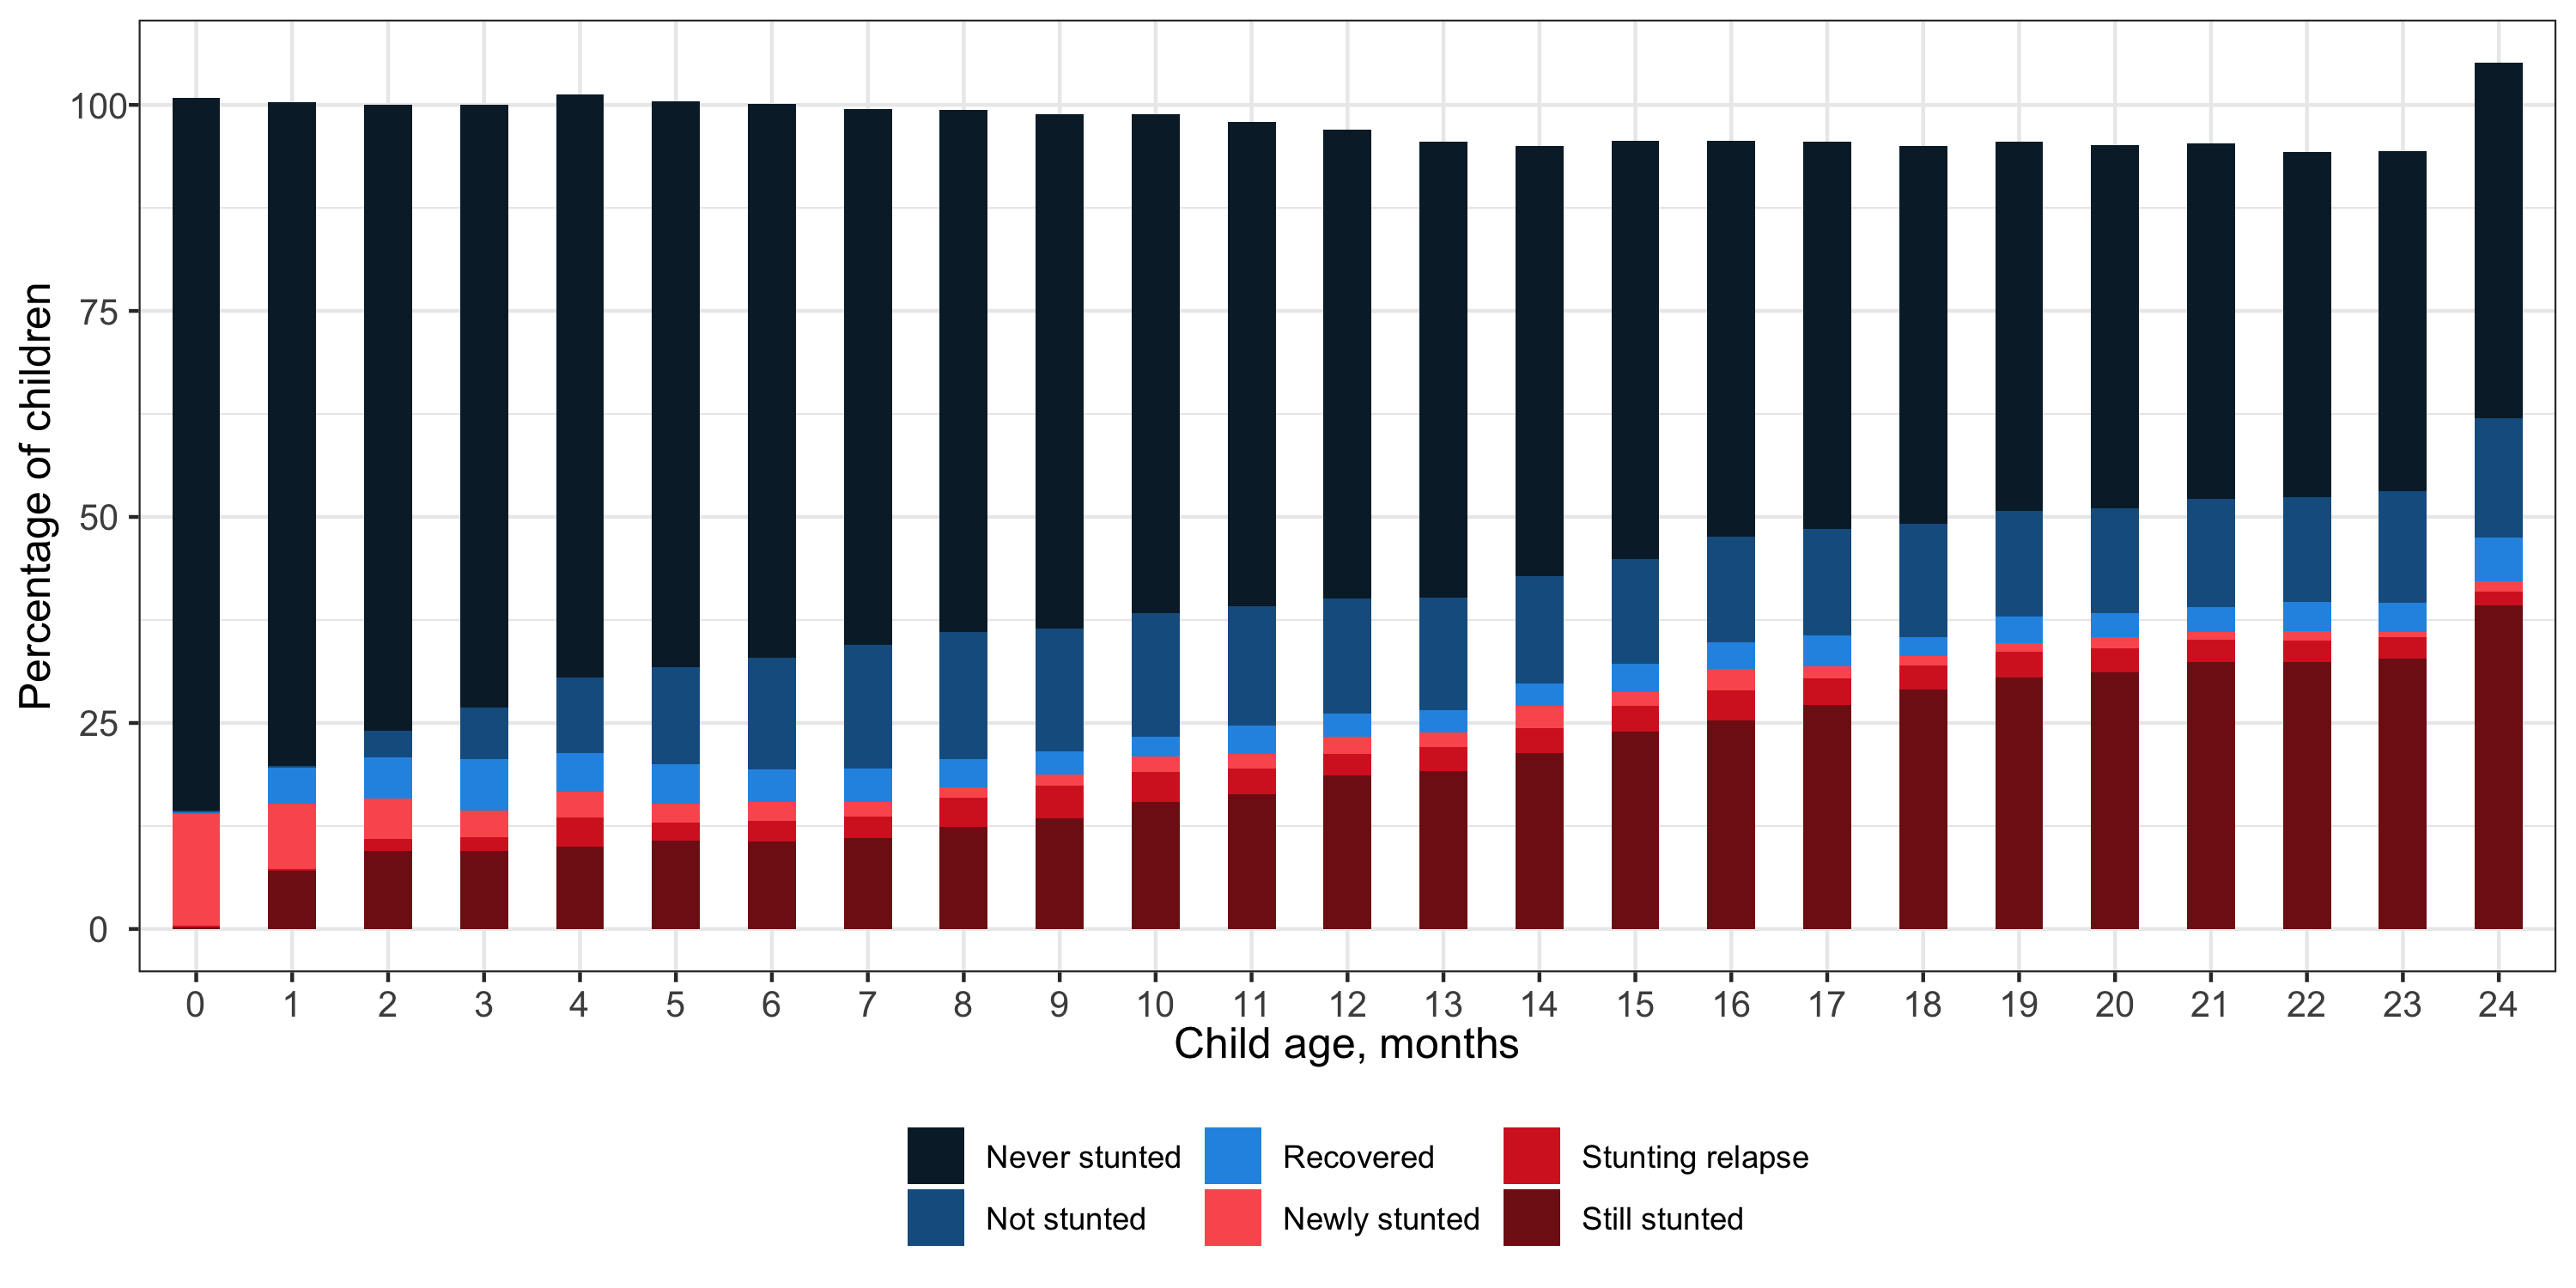 Percentage of children
100
75
50
25
0
0 1 2 3 4 5 6 7 8 9 10 11 12 13 14 15 16 17 18 19 20 21 22 23 24
Child age, months
Never stunted Recovered Stunting relapse
Not stunted Newly stunted Still stunted